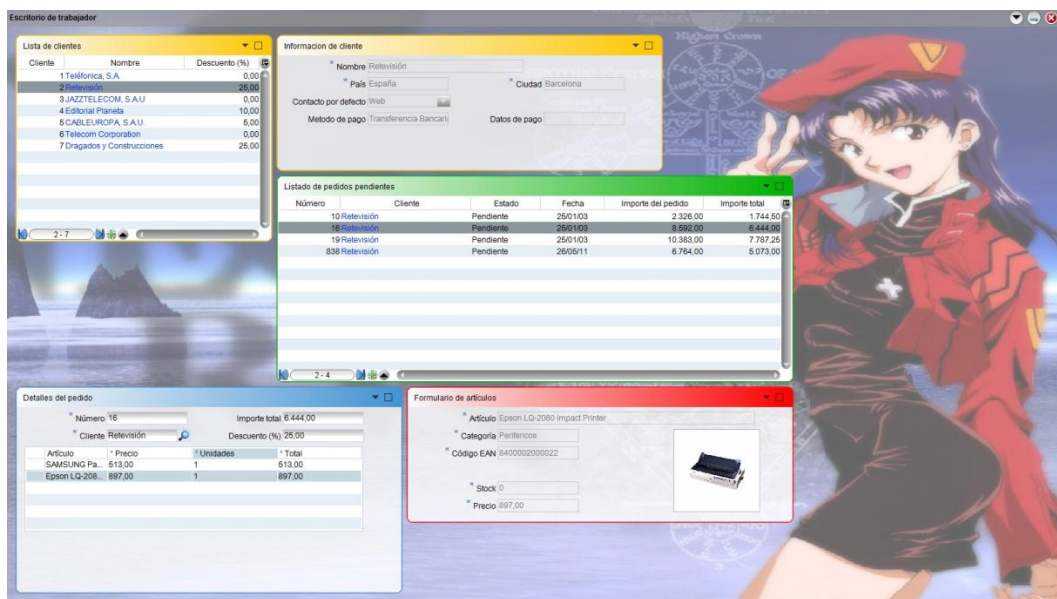 Escritorio de trabajador
Lista de clientes
Cliente Nombre Descuento (%)
1 Teléfonica, S.A. 0,00
2 Retevisión 25,00
3 JAZZTELECOM, S.A.U 0,00
4 Editorial Planeta 10,00
5 CABLEUROPA, S.A.U. 5,00
6 Telecom Corporation 0,00
7 Dragados y Construcciones 25,00
2 - 7
Informacion de cliente
* Nombre Retevisión
* País España * Ciudad Barcelona
Contacto por defecto Web
Metodo de pago Transferencia Bancaria Datos de pago
Listado de pedidos pendientes
Número Cliente Estado Fecha Importe del pedido Importe total
10 Retevisión Pendiente 25/01/03 2.326,00 1.744,50
16 Retevisión Pendiente 25/01/03 8.592,00 6.444,00
19 Retevisión Pendiente 25/01/03 10.383,00 7.787,25
838 Retevisión Pendiente 26/05/11 6.764,00 5.073,00
2 - 4
Detalles del pedido
* Número 16 Importe total 6.444,00
* Cliente Retevisión Descuento (%) 25,00
Artículo * Precio * Unidades * Total
SAMSUNG Pa... 513,00 1 513,00
Epson LQ-208... 897,00 1 897,00
Formulario de artículos
* Artículo Epson LQ-2080 Impact Printer
* Categoría Perifericos
* Código EAN 8400002000022
* Stock 0
* Precio 897,00
Highest Crown